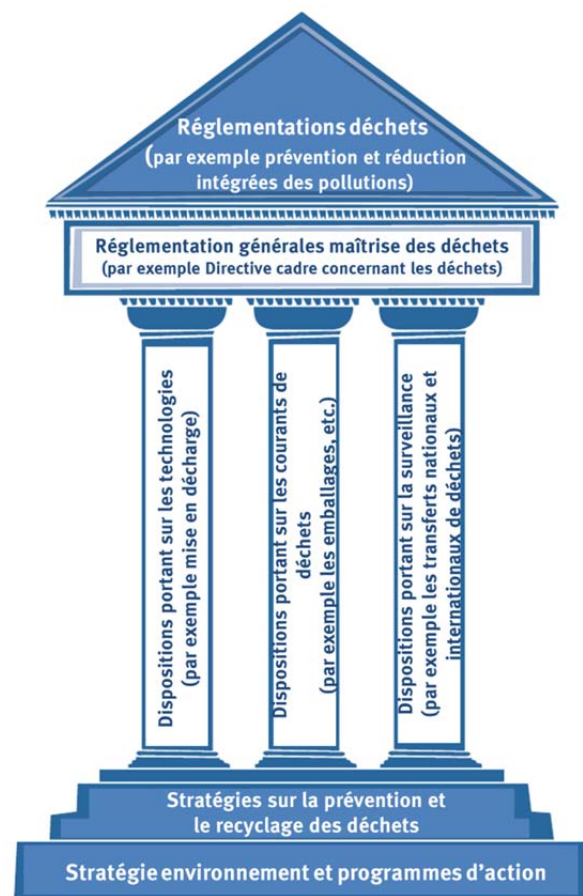 Réglementations déchets
(par exemple prévention et réduction
intégrées des pollutions)
Réglementation générales maîtrise des déchets
(par exemple Directive cadre concernant les déchets)
Dispositions portant sur les technologies
(par exemple mise en décharge)
Dispositions portant sur les courants de
déchets
(par exemple les emballages, etc.)
Dispositions portant sur la surveillance
(par exemple les transferts nationaux et
internationaux de déchets)
Stratégies sur la prévention et
le recyclage des déchets
Stratégie environnement et programmes d'action